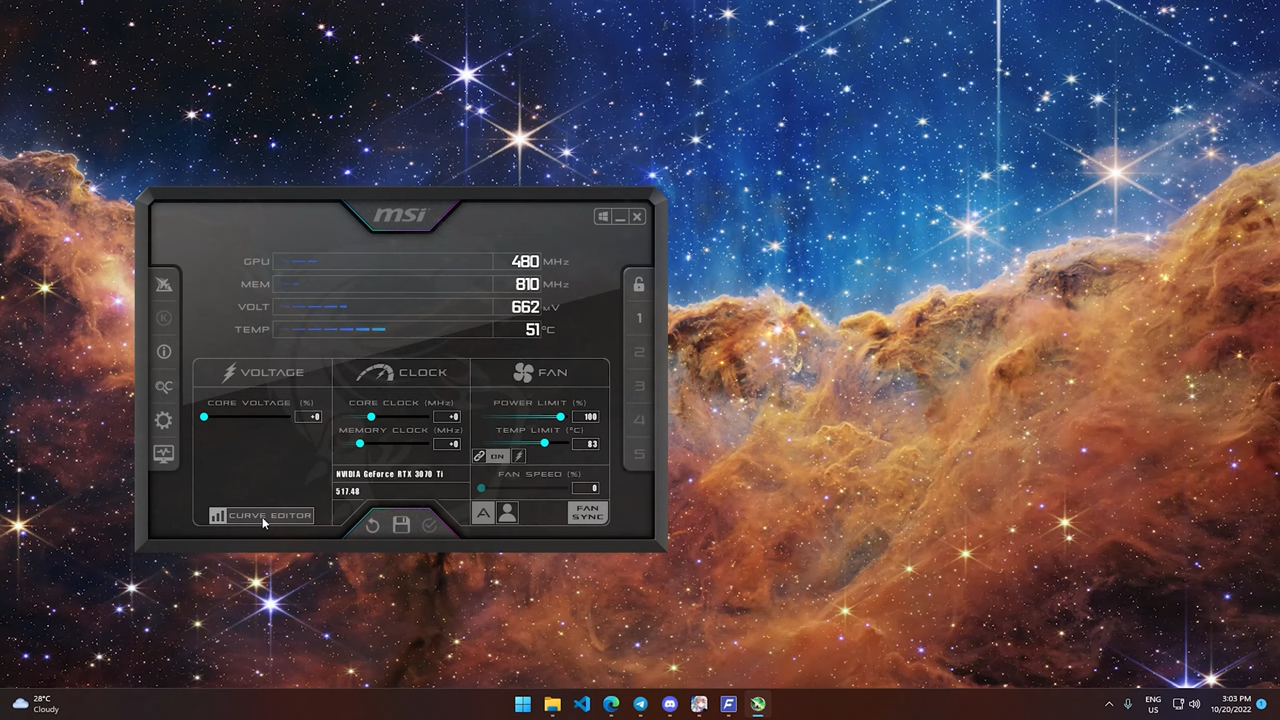 msi
GPU 480 MHz
MEM 810 MHz
VOLT 662 mV
TEMP 51 °C
K
OC
1
2
3
4
5
VOLTAGE
CLOCK
FAN
CORE VOLTAGE (%)
+0
CORE CLOCK (MHz)
+0
MEMORY CLOCK (MHz)
+0
POWER LIMIT (%)
100
TEMP LIMIT (°C)
83
ON
NVIDIA GeForce RTX 3070 Ti
517.48
FAN SPEED (%)
0
CURVE EDITOR
A
FAN
SYNC
28°C
Cloudy
ENG
US
3:03 PM
10/20/2022
1